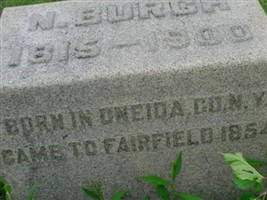 N. BURCH
1815 — 1900
BORN IN ONEIDA, CO. N. Y.
CAME TO FAIRFIELD 1854